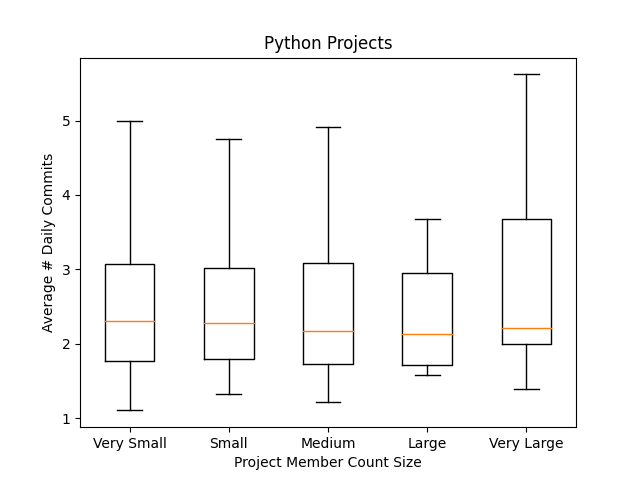 Python Projects
Average # Daily Commits
5
4
3
2
1
Very Small Small Medium Large Very Large
Project Member Count Size